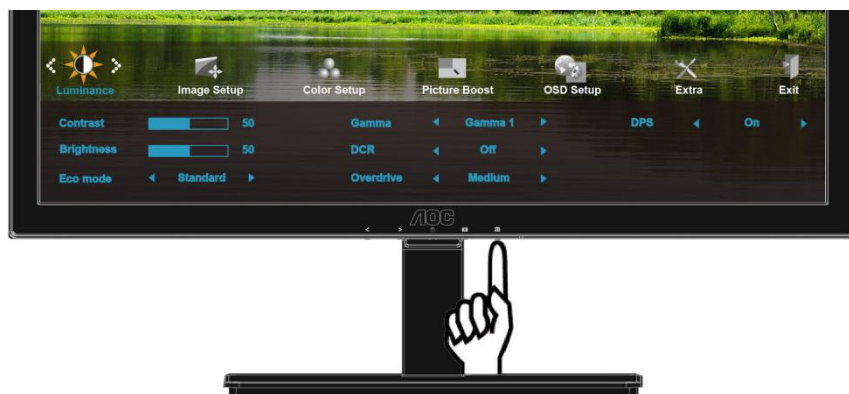 Luminance Image Setup Color Setup Picture Boost OSD Setup Extra Exit
Contrast 50 Gamma Gamma 1 DPS On
Brightness 50 DCR Off
Eco mode Standard Overdrive Medium
AOC